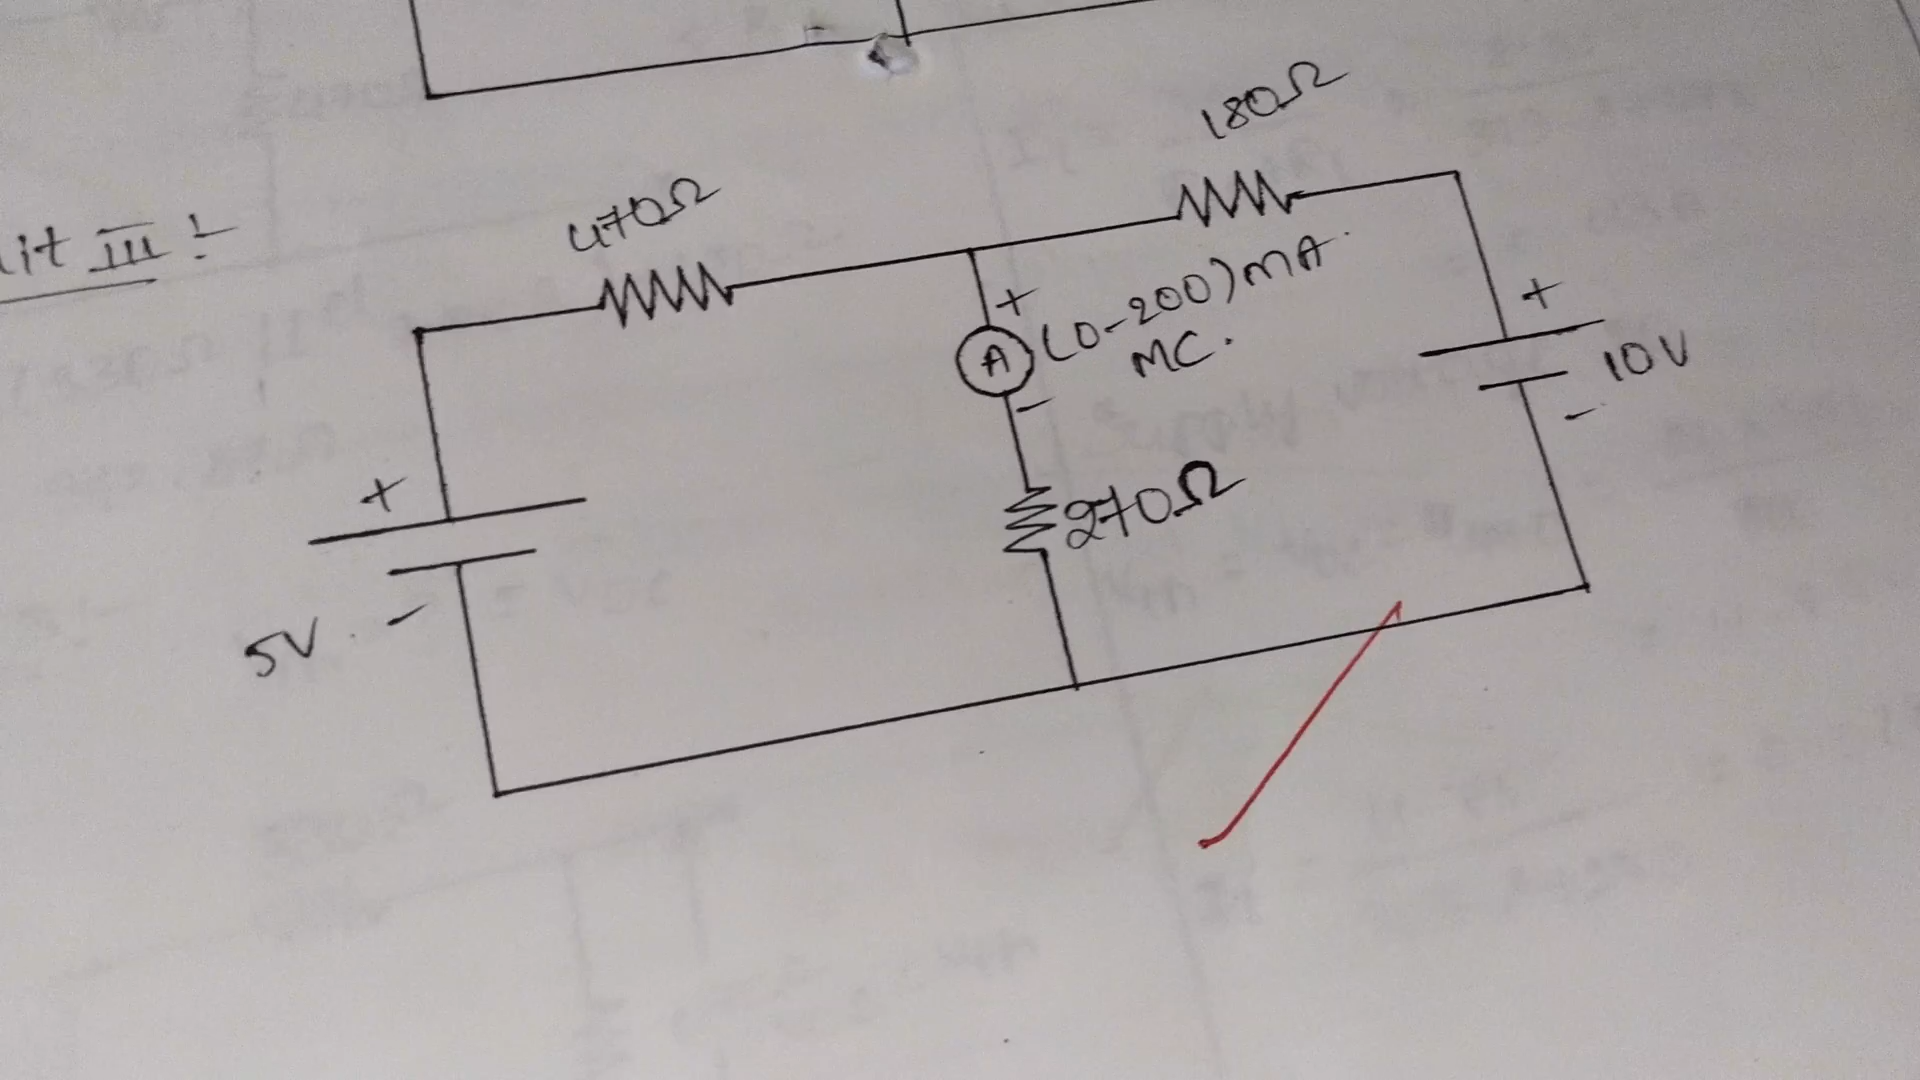 180Ω
470Ω
it III :-
+
(0-200)mA
MC.
A
-
+
10V
-
+
270Ω
5V
-